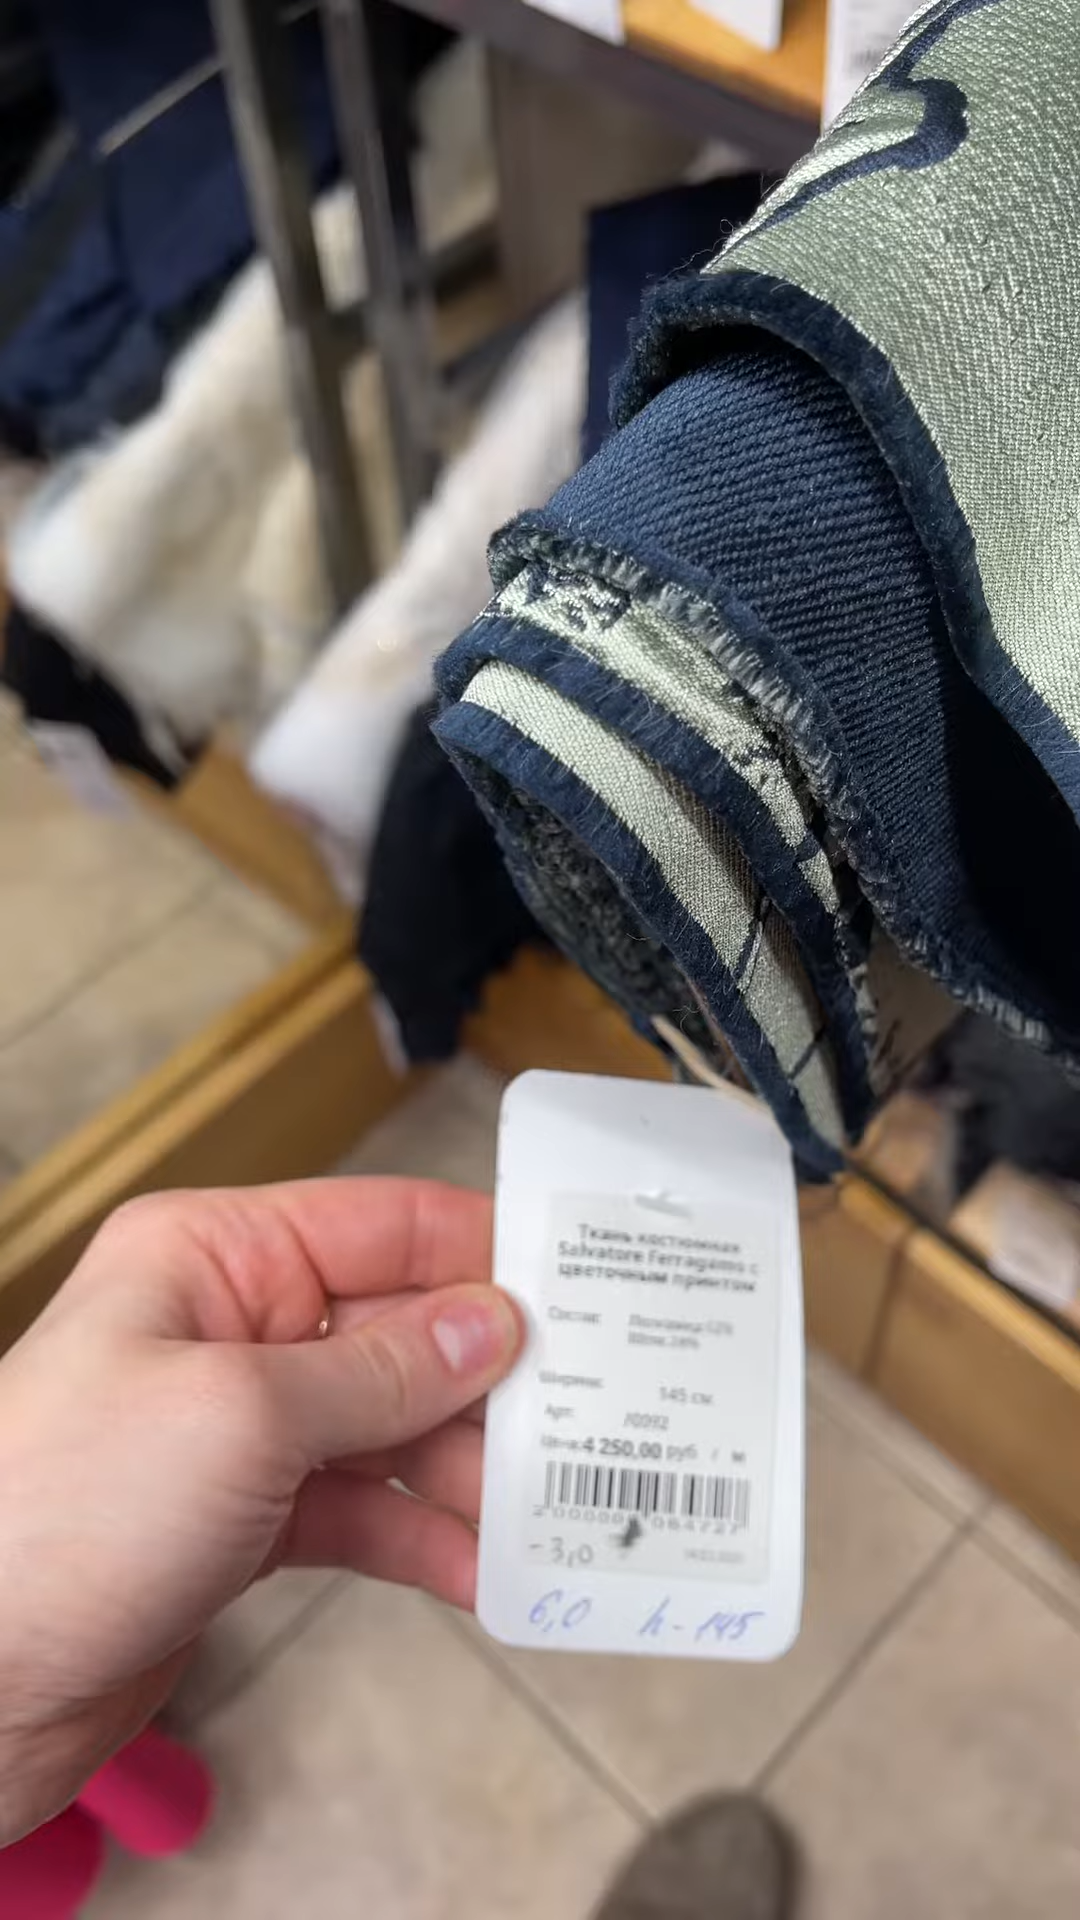 Ткань костюмная
Salvatore Ferragamo с
цветочным принтом
Состав:
Ширина: 145 см.
Арт: 70092
Цена: 4 250,00 руб / м
-3,0
6,0 h-145